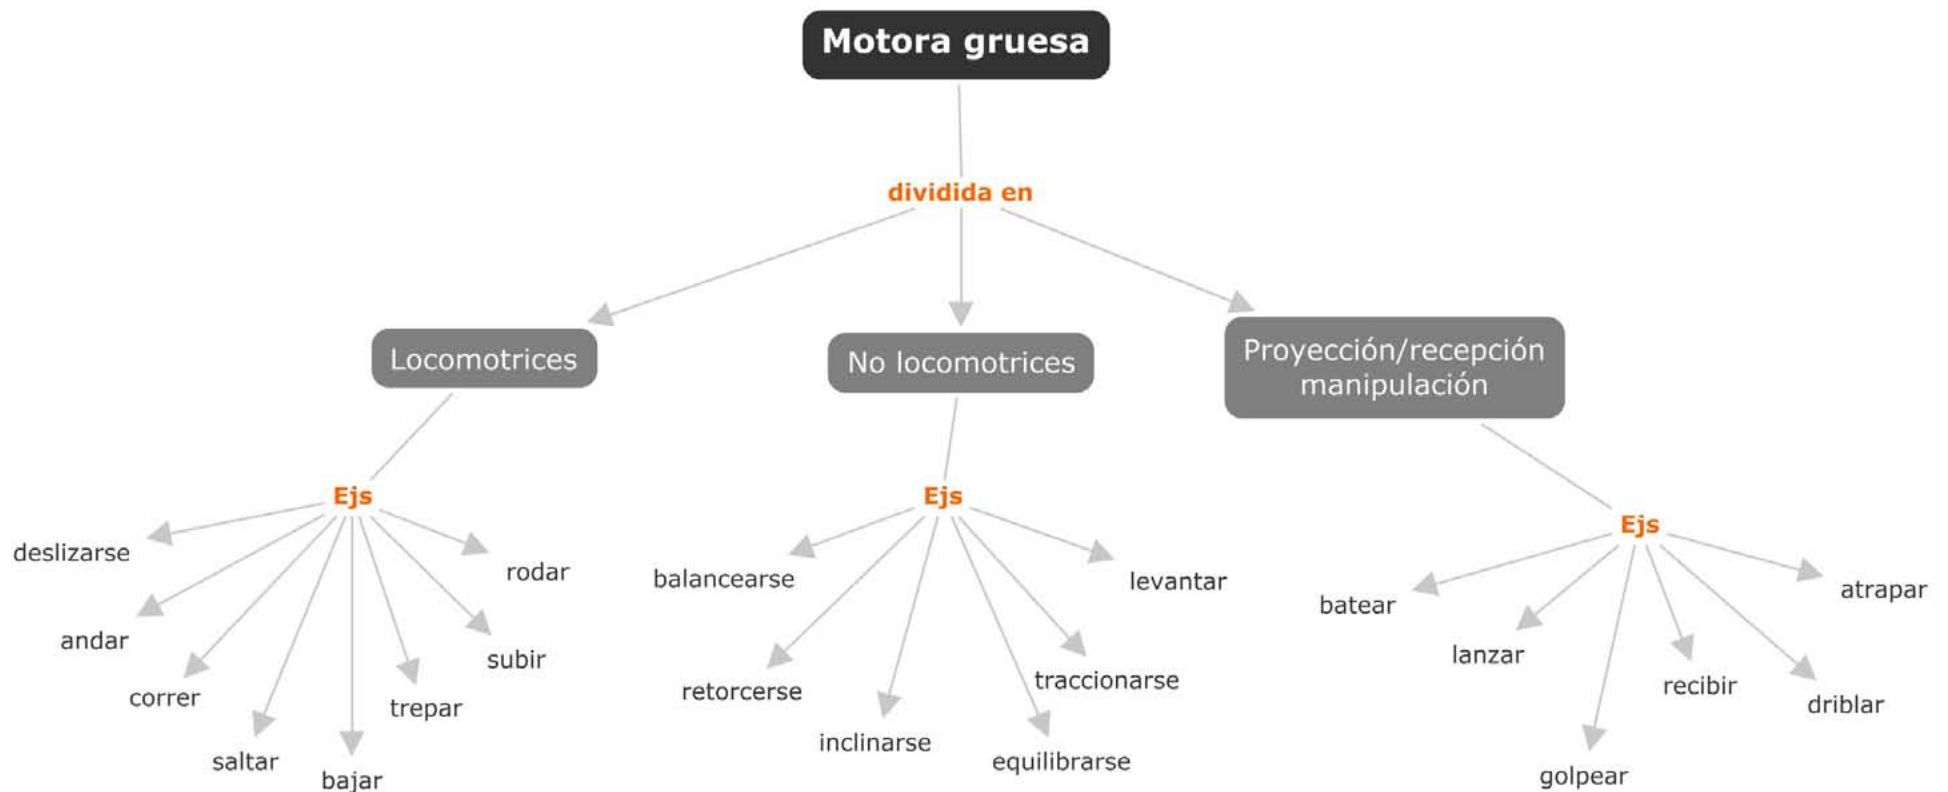 Motora gruesa
dividida en
Locomotrices
No locomotrices
Proyección/recepción
manipulación
Ejs
deslizarse
andar
correr
saltar
bajar
trepar
subir
rodar
Ejs
balancearse
retorcerse
inclinarse
equilibrarse
traccionarse
levantar
Ejs
batear
lanzar
golpear
recibir
driblar
atrapar